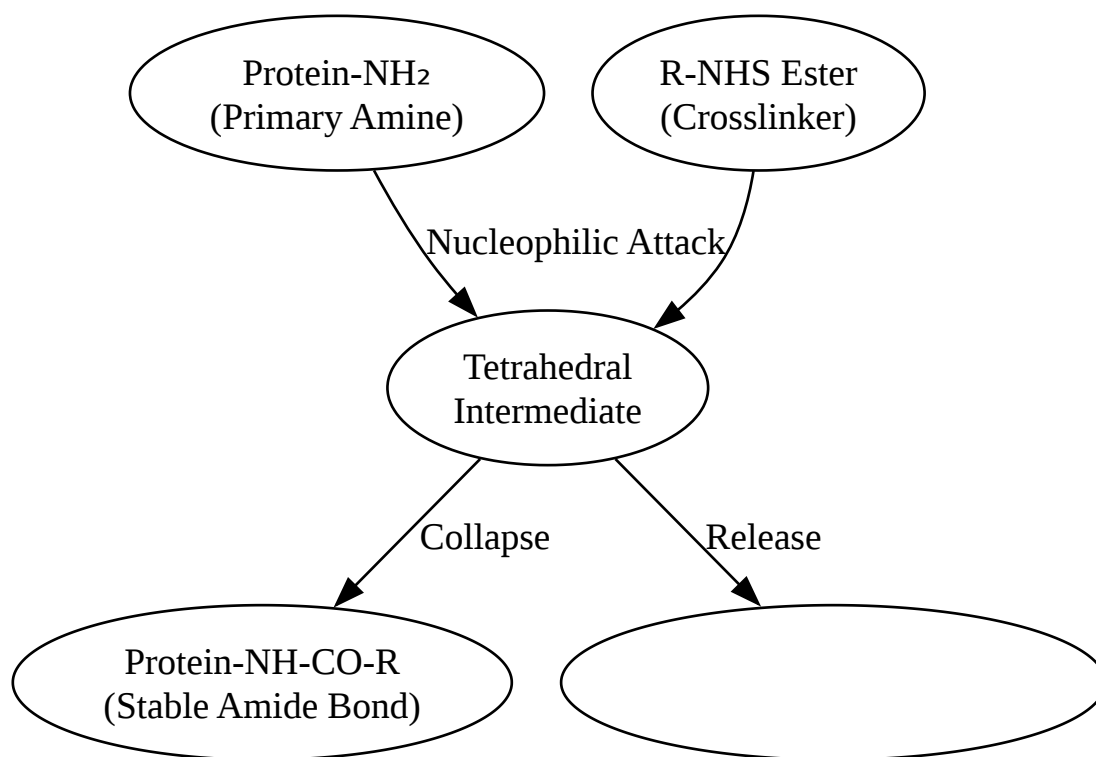 Protein-NH₂
(Primary Amine)
R-NHS Ester
(Crosslinker)
Nucleophilic Attack
Tetrahedral
Intermediate
Collapse
Release
Protein-NH-CO-R
(Stable Amide Bond)